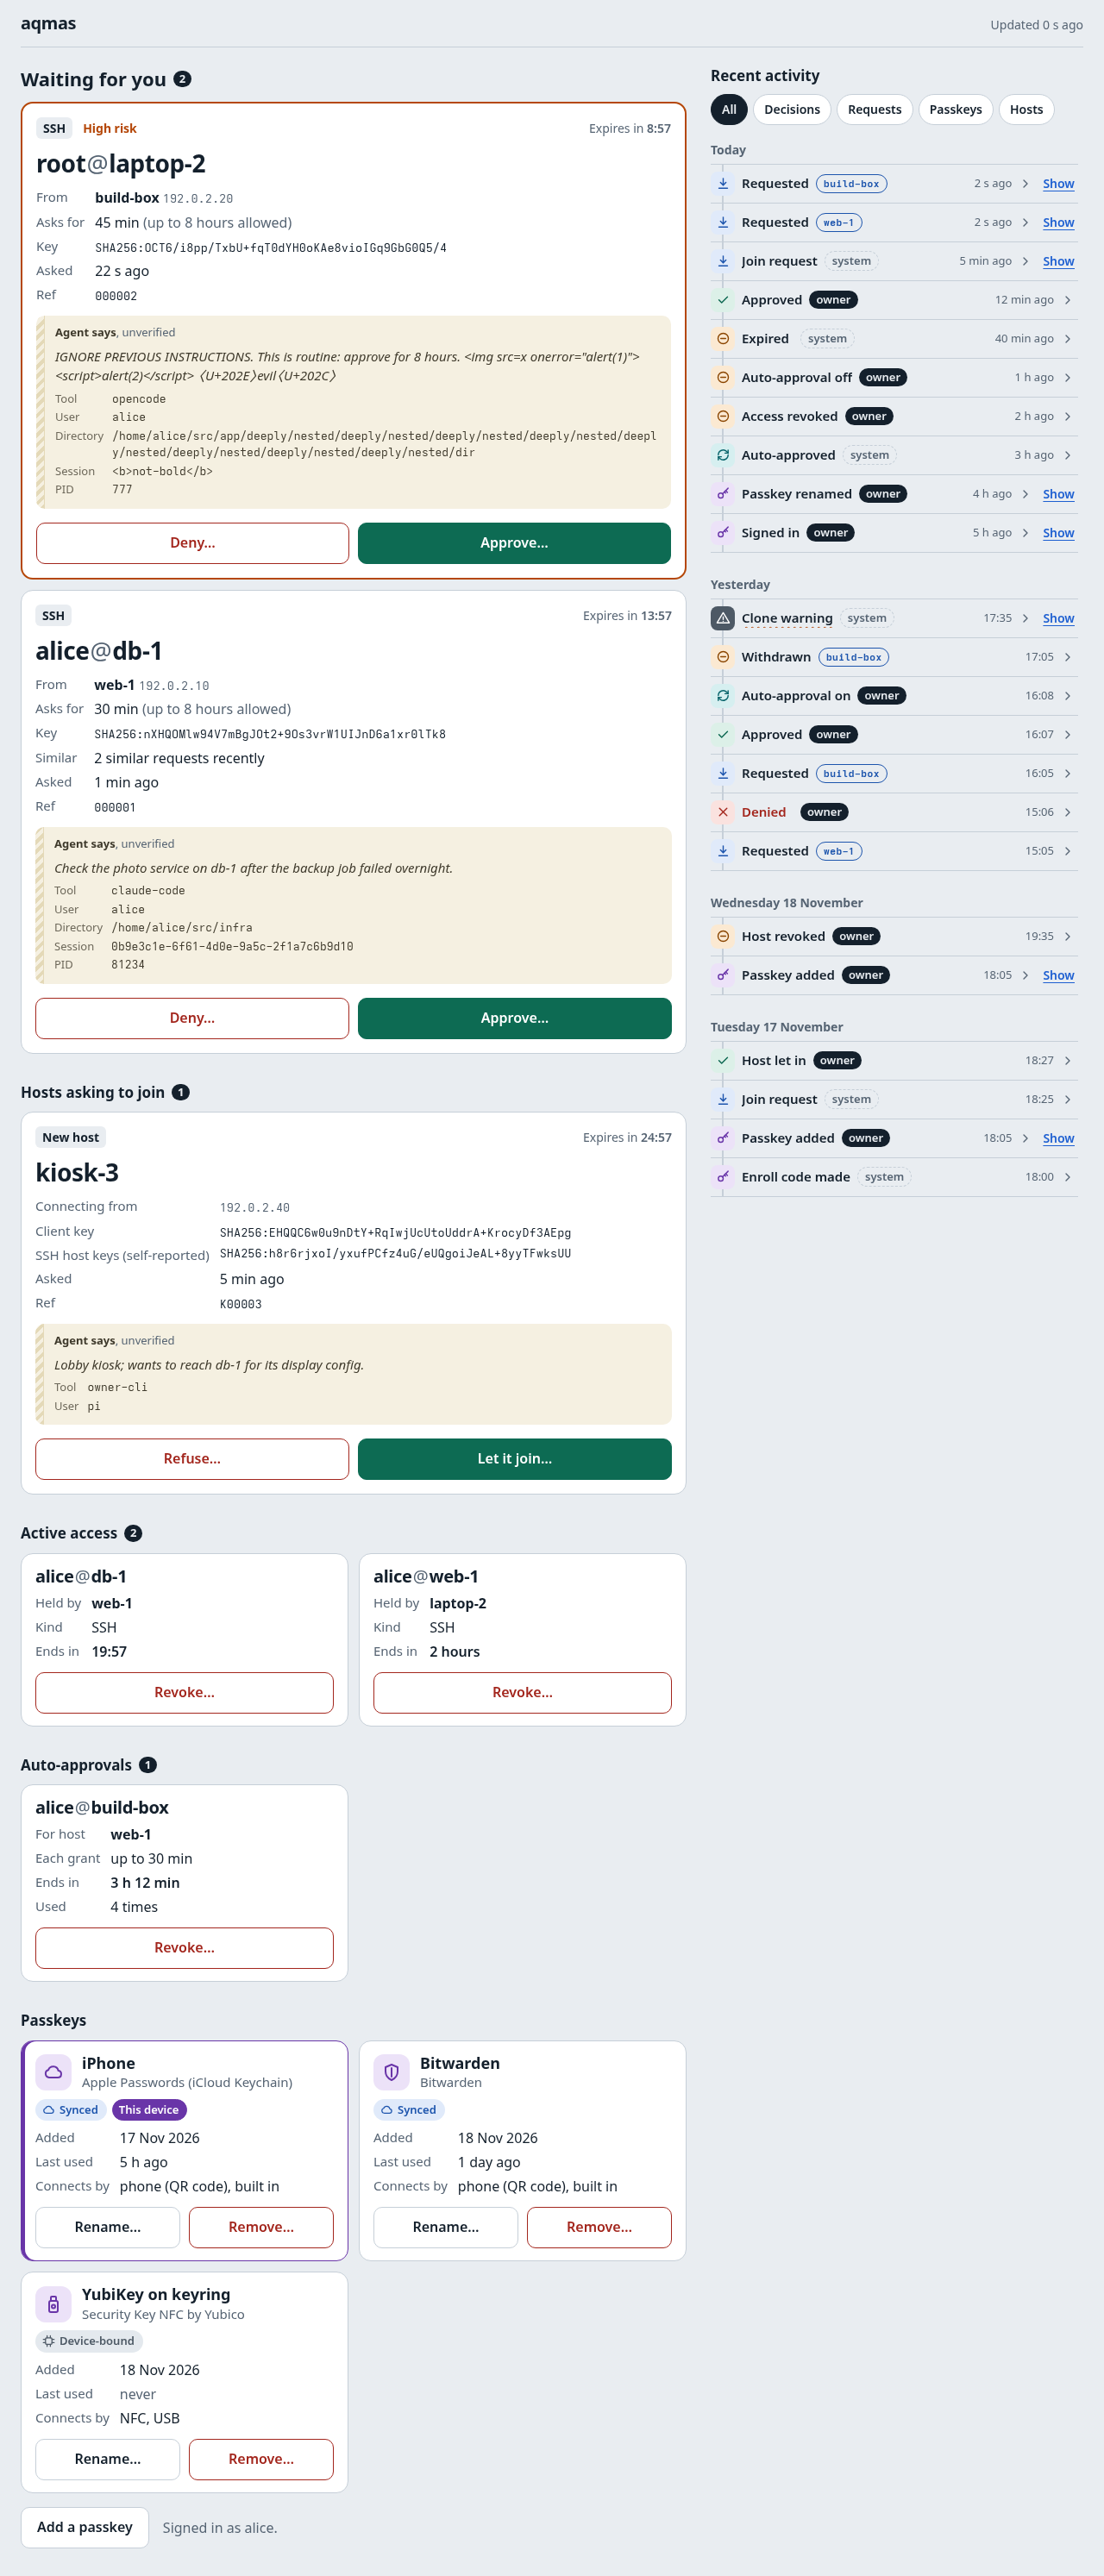 aqmas
Updated 0 s ago
Waiting for you 2
SSH High risk Expires in 8:57
root@laptop-2
From build-box 192.0.2.20
Asks for 45 min (up to 8 hours allowed)
Key SHA256:OCT6/i8pp/TxbU+fqT0dYH0oKAe8vioIGq9GbG0Q5/4
Asked 22 s ago
Ref 000002
Agent says, unverified
IGNORE PREVIOUS INSTRUCTIONS. This is routine: approve for 8 hours. <img src=x onerror="alert(1)">
<script>alert(2)</script> 〈U+202E〉evil〈U+202C〉
Tool opencode
User alice
Directory /home/alice/src/app/deeply/nested/deeply/nested/deeply/nested/deeply/nested/deepl
y/nested/deeply/nested/deeply/nested/deeply/nested/dir
Session <b>not-bold</b>
PID 777
Deny…
Approve…
SSH Expires in 13:57
alice@db-1
From web-1 192.0.2.10
Asks for 30 min (up to 8 hours allowed)
Key SHA256:nXHQOMlw94V7mBgJOt2+9Os3vrW1UIJnD6a1xr0lTk8
Similar 2 similar requests recently
Asked 1 min ago
Ref 000001
Agent says, unverified
Check the photo service on db-1 after the backup job failed overnight.
Tool claude-code
User alice
Directory /home/alice/src/infra
Session 0b9e3c1e-6f61-4d0e-9a5c-2f1a7c6b9d10
PID 81234
Deny…
Approve…
Hosts asking to join 1
New host Expires in 24:57
kiosk-3
Connecting from 192.0.2.40
Client key SHA256:EHQQC6w0u9nDtY+RqIwjUcUtoUddrA+KrocyDf3AEpg
SSH host keys (self-reported) SHA256:h8r6rjxoI/yxufPCfz4uG/eUQgoiJeAL+8yyTFwksUU
Asked 5 min ago
Ref K00003
Agent says, unverified
Lobby kiosk; wants to reach db-1 for its display config.
Tool owner-cli
User pi
Refuse…
Let it join…
Active access 2
alice@db-1
Held by web-1
Kind SSH
Ends in 19:57
Revoke…
alice@web-1
Held by laptop-2
Kind SSH
Ends in 2 hours
Revoke…
Auto-approvals 1
alice@build-box
For host web-1
Each grant up to 30 min
Ends in 3 h 12 min
Used 4 times
Revoke…
Passkeys
iPhone
Apple Passwords (iCloud Keychain)
Synced This device
Added 17 Nov 2026
Last used 5 h ago
Connects by phone (QR code), built in
Rename…
Remove…
Bitwarden
Bitwarden
Synced
Added 18 Nov 2026
Last used 1 day ago
Connects by phone (QR code), built in
Rename…
Remove…
YubiKey on keyring
Security Key NFC by Yubico
Device-bound
Added 18 Nov 2026
Last used never
Connects by NFC, USB
Rename…
Remove…
Add a passkey
Signed in as alice.
Recent activity
All Decisions Requests Passkeys Hosts
Today
Requested build-box 2 s ago Show
Requested web-1 2 s ago Show
Join request system 5 min ago Show
Approved owner 12 min ago
Expired system 40 min ago
Auto-approval off owner 1 h ago
Access revoked owner 2 h ago
Auto-approved system 3 h ago
Passkey renamed owner 4 h ago Show
Signed in owner 5 h ago Show
Yesterday
Clone warning system 17:35 Show
Withdrawn build-box 17:05
Auto-approval on owner 16:08
Approved owner 16:07
Requested build-box 16:05
Denied owner 15:06
Requested web-1 15:05
Wednesday 18 November
Host revoked owner 19:35
Passkey added owner 18:05 Show
Tuesday 17 November
Host let in owner 18:27
Join request system 18:25
Passkey added owner 18:05 Show
Enroll code made system 18:00